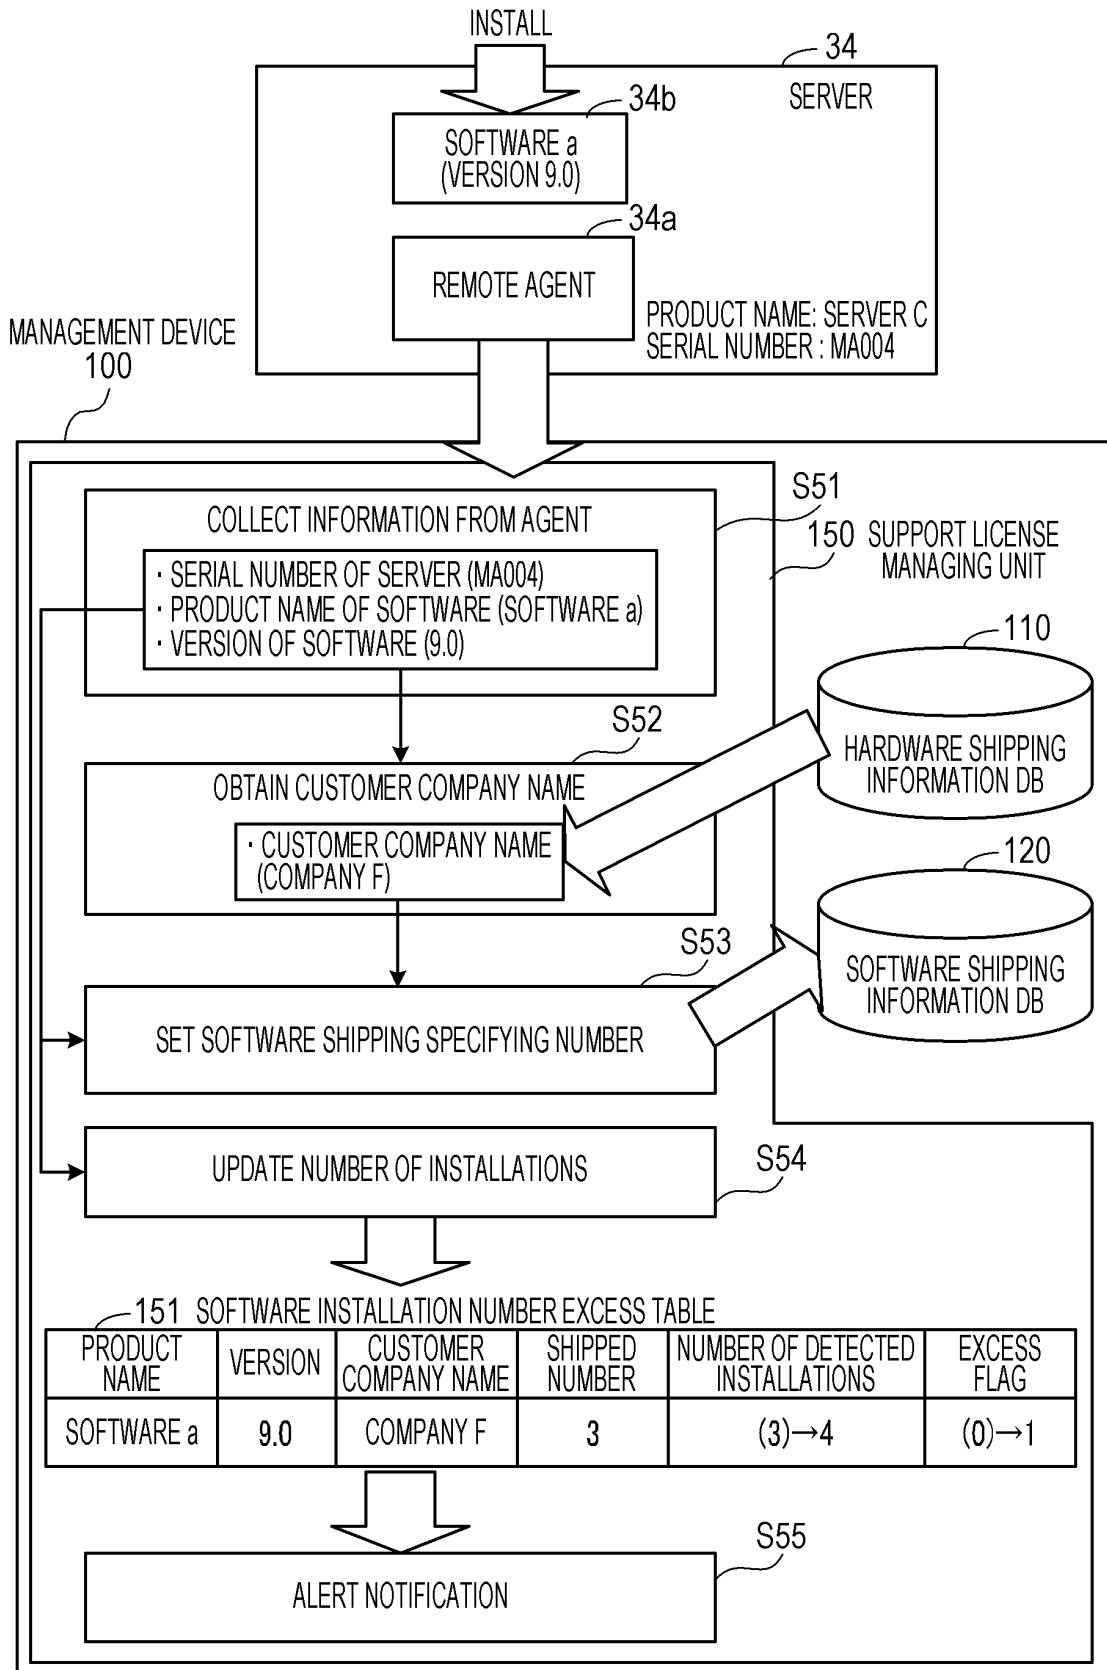 INSTALL
34
SERVER
34b
SOFTWARE a
(VERSION 9.0)
34a
REMOTE AGENT
PRODUCT NAME: SERVER C
SERIAL NUMBER : MA004
MANAGEMENT DEVICE
100
S51
COLLECT INFORMATION FROM AGENT
150 SUPPORT LICENSE
MANAGING UNIT
· SERIAL NUMBER OF SERVER (MA004)
· PRODUCT NAME OF SOFTWARE (SOFTWARE a)
· VERSION OF SOFTWARE (9.0)
110
HARDWARE SHIPPING
INFORMATION DB
S52
OBTAIN CUSTOMER COMPANY NAME
· CUSTOMER COMPANY NAME
(COMPANY F)
120
SOFTWARE SHIPPING
INFORMATION DB
S53
SET SOFTWARE SHIPPING SPECIFYING NUMBER
UPDATE NUMBER OF INSTALLATIONS
S54
151 SOFTWARE INSTALLATION NUMBER EXCESS TABLE
PRODUCT
NAME
VERSION
CUSTOMER
COMPANY NAME
SHIPPED
NUMBER
NUMBER OF DETECTED
INSTALLATIONS
EXCESS
FLAG
SOFTWARE a
9.0
COMPANY F
3
(3)→4
(0)→1
S55
ALERT NOTIFICATION